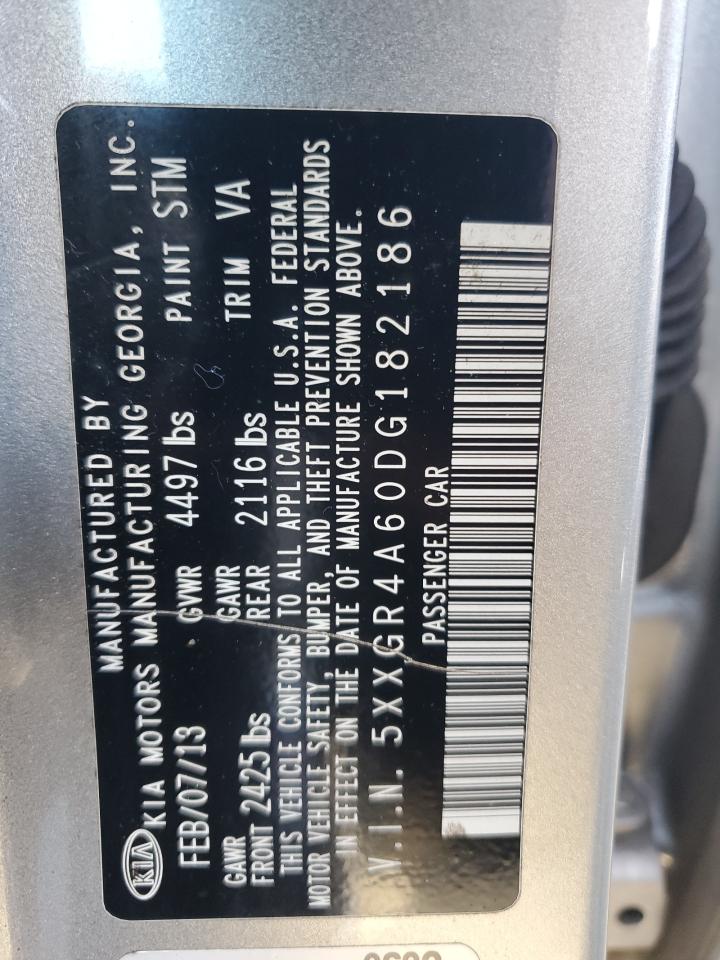 MANUFACTURED BY
KIA KIA MOTORS MANUFACTURING GEORGIA, INC.
FEB/07/13 GVWR 4497 lbs PAINT STM
GAWR FRONT 2425 lbs GAWR REAR 2116 lbs TRIM VA
THIS VEHICLE CONFORMS TO ALL APPLICABLE U.S.A. FEDERAL
MOTOR VEHICLE SAFETY, BUMPER, AND THEFT PREVENTION STANDARDS
IN EFFECT ON THE DATE OF MANUFACTURE SHOWN ABOVE.
V.I.N. 5XXGR4A60DG182186
PASSENGER CAR